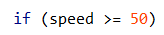 if (speed >= 50)